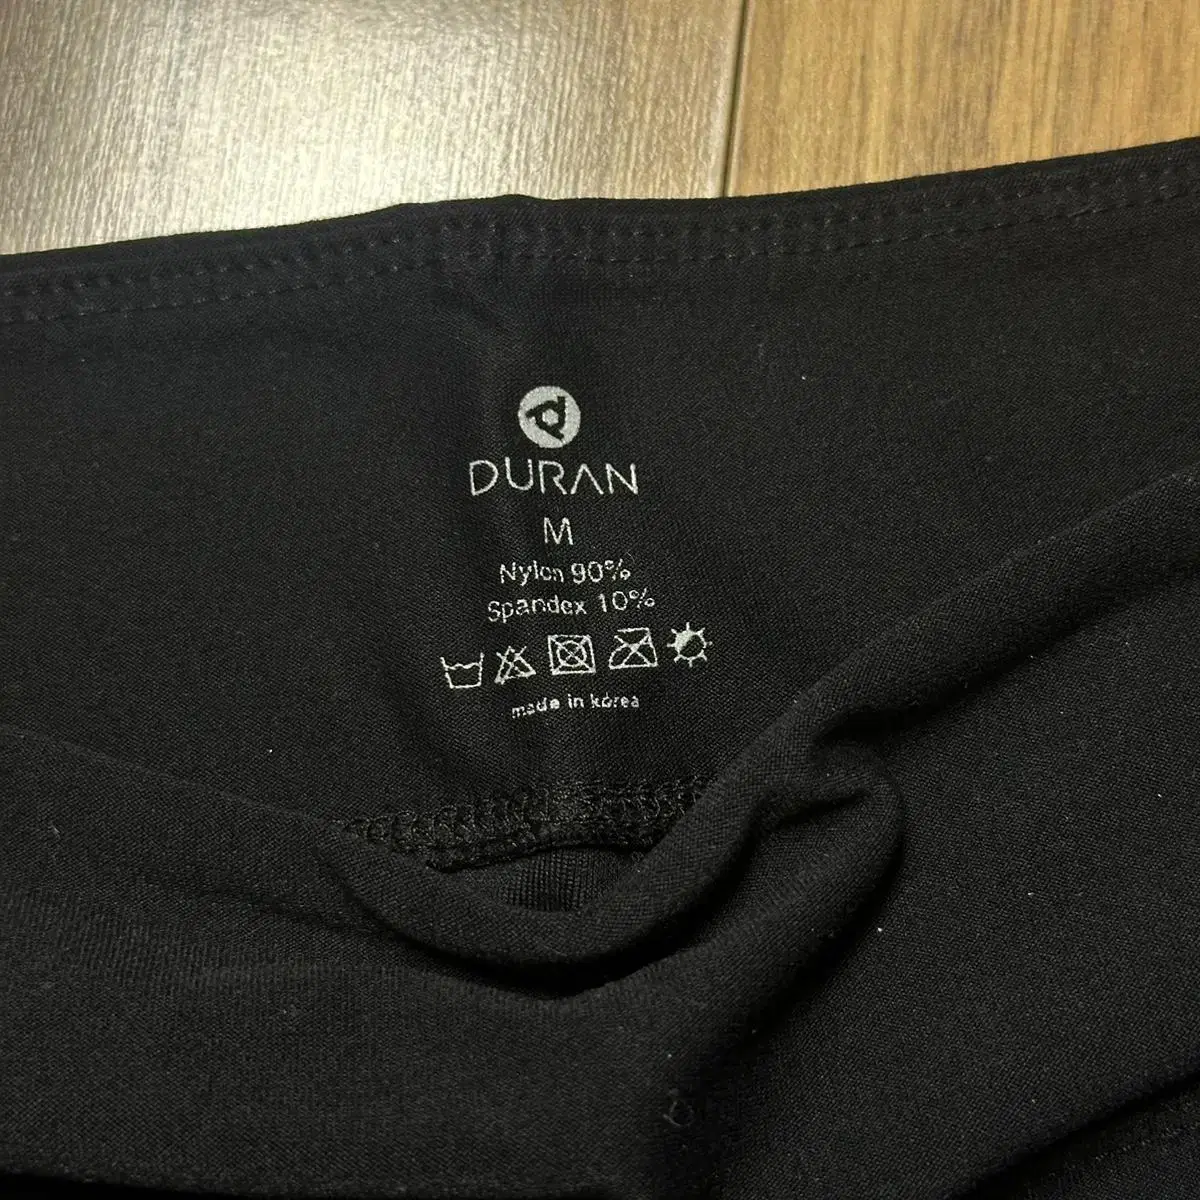 DURAN
M
Nylon 90%
Spandex 10%
made in korea